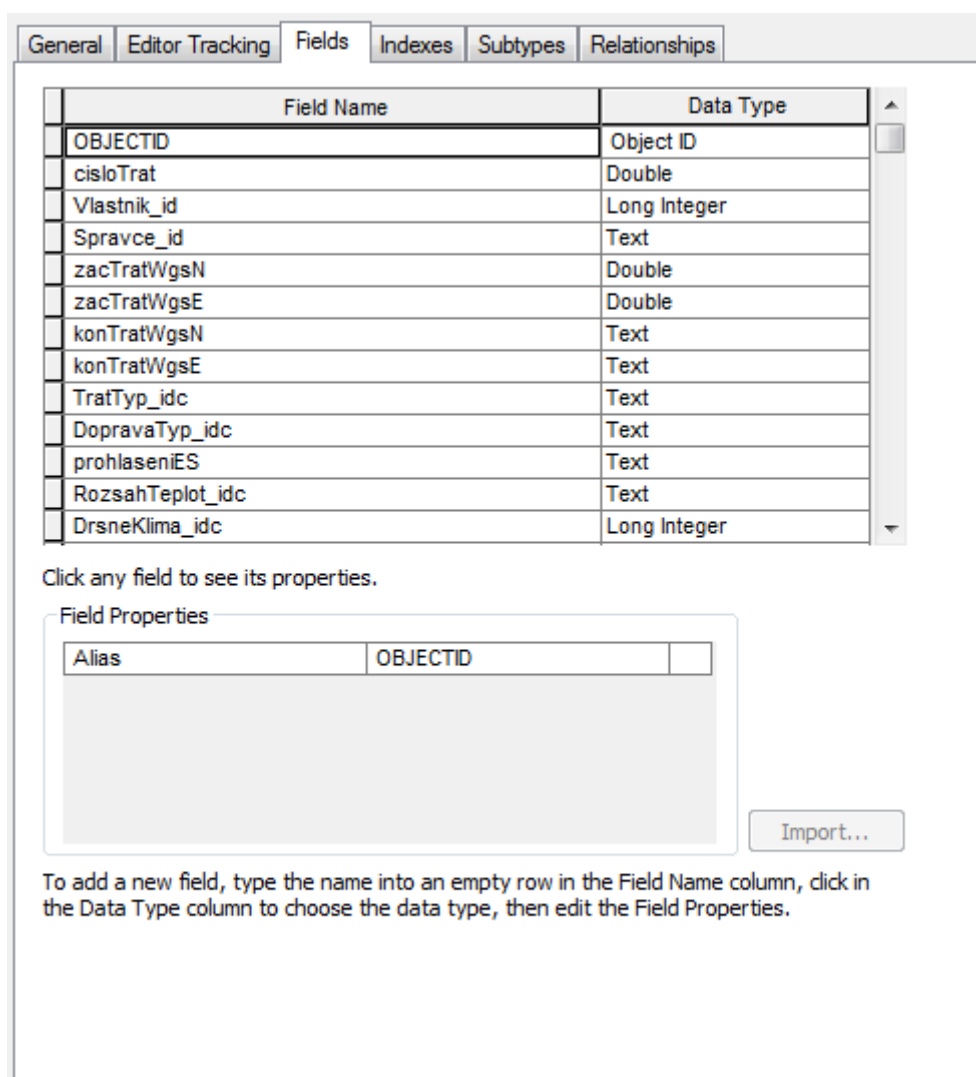 General Editor Tracking Fields Indexes Subtypes Relationships
Field Name Data Type
OBJECTID Object ID
cisloTrat Double
Vlastnik_id Long Integer
Spravce_id Text
zacTratWgsN Double
zacTratWgsE Double
konTratWgsN Text
konTratWgsE Text
TratTyp_idc Text
DopravaTyp_idc Text
prohlaseniES Text
RozsahTeplot_idc Text
DrsneKlima_idc Long Integer
Click any field to see its properties.
Field Properties
Alias OBJECTID
Import...
To add a new field, type the name into an empty row in the Field Name column, click in
the Data Type column to choose the data type, then edit the Field Properties.